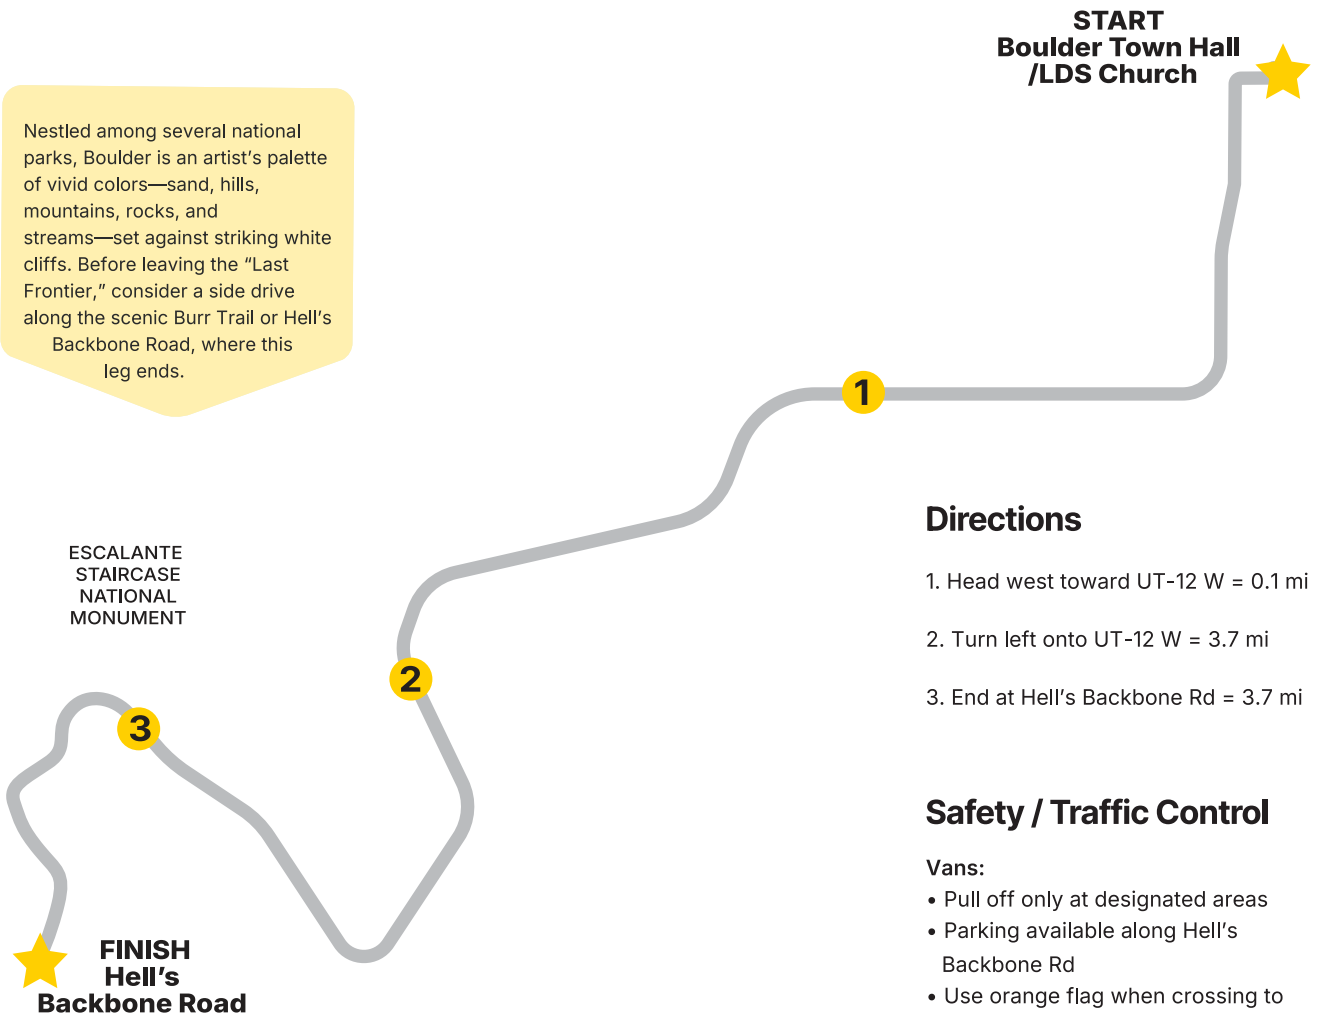 START
Boulder Town Hall
/LDS Church
Nestled among several national
parks, Boulder is an artist’s palette
of vivid colors—sand, hills,
mountains, rocks, and
streams—set against striking white
cliffs. Before leaving the “Last
Frontier,” consider a side drive
along the scenic Burr Trail or Hell’s
Backbone Road, where this
leg ends.
1
ESCALANTE
STAIRCASE
NATIONAL
MONUMENT
2
3
FINISH
Hell’s
Backbone Road
Directions
1. Head west toward UT-12 W = 0.1 mi
2. Turn left onto UT-12 W = 3.7 mi
3. End at Hell’s Backbone Rd = 3.7 mi
Safety / Traffic Control
Vans:
• Pull off only at designated areas
• Parking available along Hell’s
Backbone Rd
• Use orange flag when crossing to